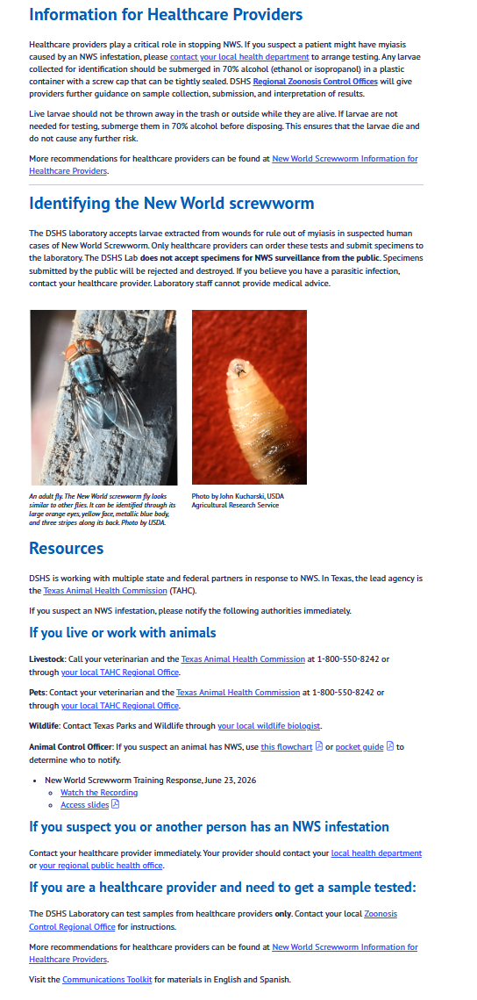 Information for Healthcare Providers
Healthcare providers play a critical role in stopping NWS. If you suspect a patient might have myiasis
caused by an NWS infestation, please contact your local health department to arrange testing. Any larvae
collected for identification should be submerged in 70% alcohol (ethanol or isopropanol) in a plastic
container with a screw cap that can be tightly sealed. DSHS Regional Zoonosis Control Offices will give
providers further guidance on sample collection, submission, and interpretation of results.
Live larvae should not be thrown away in the trash or outside while they are alive. If larvae are not
needed for testing, submerge them in 70% alcohol before disposing. This ensures that the larvae die and
do not cause any further risk.
More recommendations for healthcare providers can be found at New World Screwworm Information for
Healthcare Providers.
Identifying the New World screwworm
The DSHS laboratory accepts larvae extracted from wounds for rule out of myiasis in suspected human
cases of New World Screwworm. Only healthcare providers can order these tests and submit specimens to
the laboratory. The DSHS Lab does not accept specimens for NWS surveillance from the public. Specimens
submitted by the public will be rejected and destroyed. If you believe you have a parasitic infection,
contact your healthcare provider. Laboratory staff cannot provide medical advice.
An adult fly. The New World screwworm fly looks
similar to other flies. It can be identified through its
large orange eyes, yellow face, metallic blue body,
and three stripes along its back. Photo by USDA.
Photo by John Kucharski, USDA
Agricultural Research Service
Resources
DSHS is working with multiple state and federal partners in response to NWS. In Texas, the lead agency is
the Texas Animal Health Commission (TAHC).
If you suspect an NWS infestation, please notify the following authorities immediately.
If you live or work with animals
Livestock: Call your veterinarian and the Texas Animal Health Commission at 1-800-550-8242 or
through your local TAHC Regional Office.
Pets: Contact your veterinarian and the Texas Animal Health Commission at 1-800-550-8242 or
through your local TAHC Regional Office.
Wildlife: Contact Texas Parks and Wildlife through your local wildlife biologist.
Animal Control Officer: If you suspect an animal has NWS, use this flowchart or pocket guide to
determine who to notify.
• New World Screwworm Training Response, June 23, 2026
◦ Watch the Recording
◦ Access slides
If you suspect you or another person has an NWS infestation
Contact your healthcare provider immediately. Your provider should contact your local health department
or your regional public health office.
If you are a healthcare provider and need to get a sample tested:
The DSHS Laboratory can test samples from healthcare providers only. Contact your local Zoonosis
Control Regional Office for instructions.
More recommendations for healthcare providers can be found at New World Screwworm Information for
Healthcare Providers.
Visit the Communications Toolkit for materials in English and Spanish.